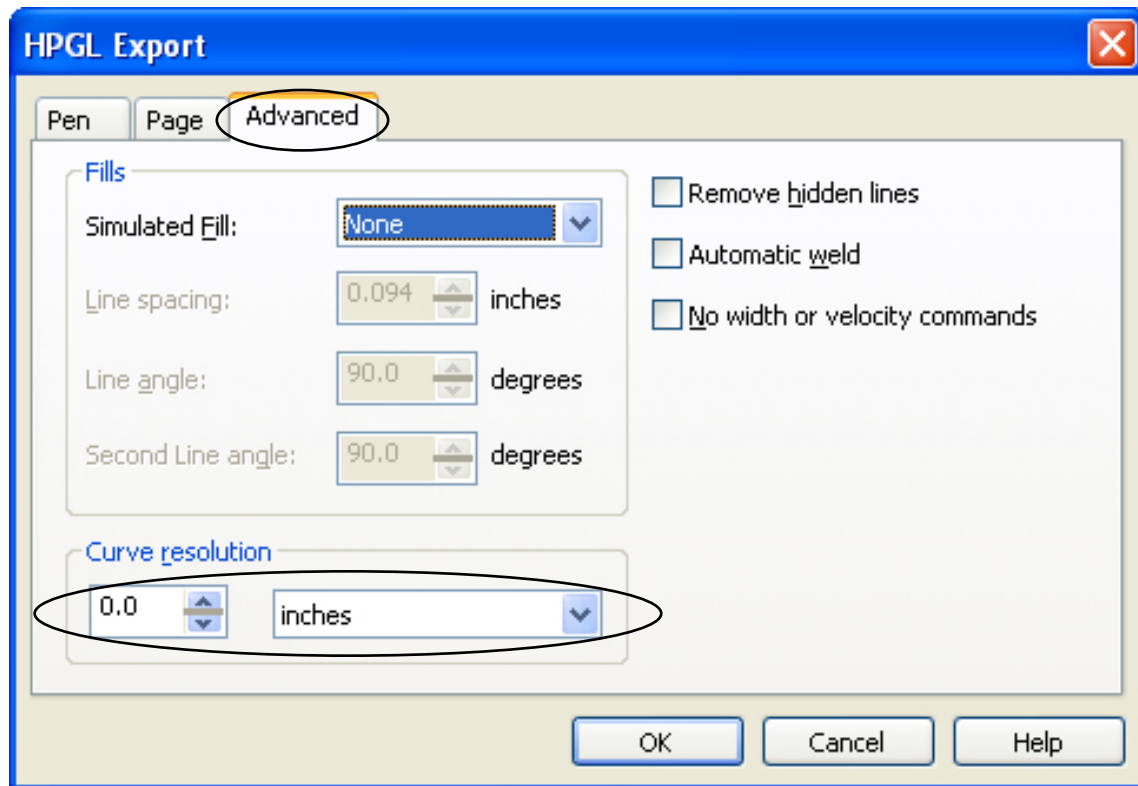 HPGL Export
Pen Page Advanced
Fills
Simulated Fill: None
Line spacing: 0.094 inches
Line angle: 90.0 degrees
Second Line angle: 90.0 degrees
Remove hidden lines
Automatic weld
No width or velocity commands
Curve resolution
0.0 inches
OK Cancel Help